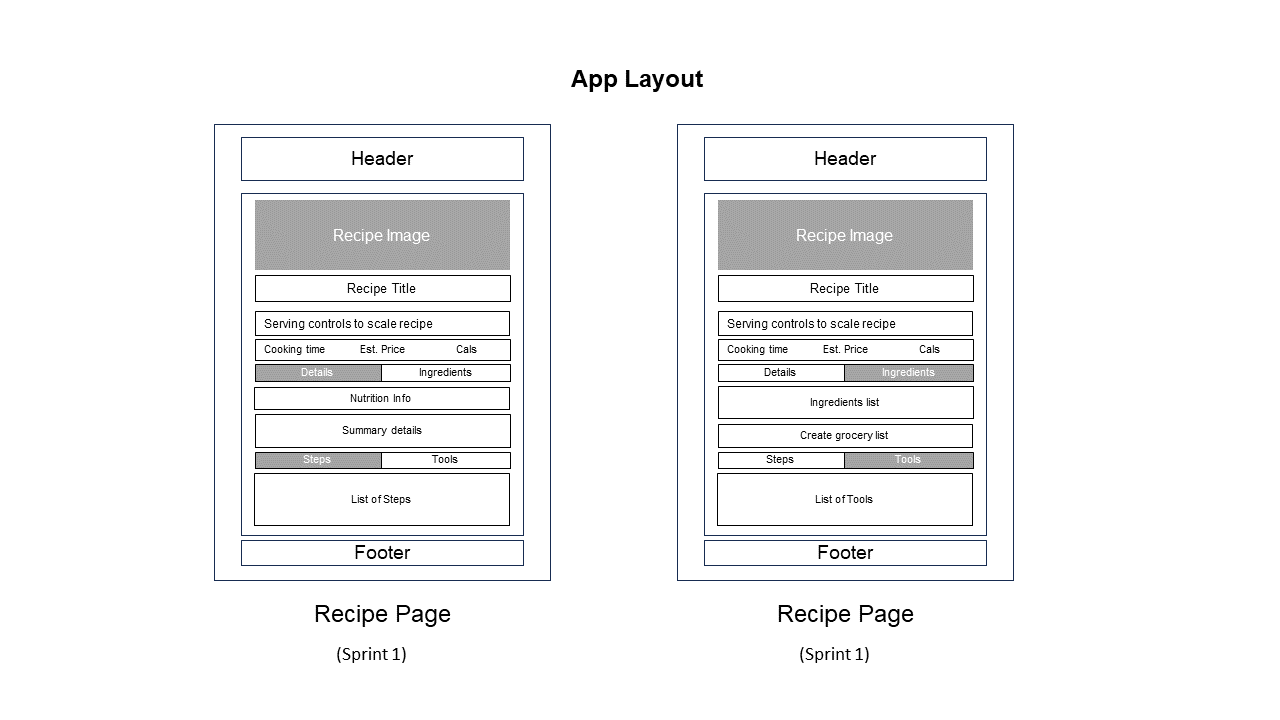 App Layout
Header
Recipe Image
Recipe Title
Serving controls to scale recipe
Cooking time Est. Price Cals
Details Ingredients
Nutrition Info
Summary details
Steps Tools
List of Steps
Footer
Recipe Page
(Sprint 1)
Header
Recipe Image
Recipe Title
Serving controls to scale recipe
Cooking time Est. Price Cals
Details Ingredients
Ingredients list
Create grocery list
Steps Tools
List of Tools
Footer
Recipe Page
(Sprint 1)